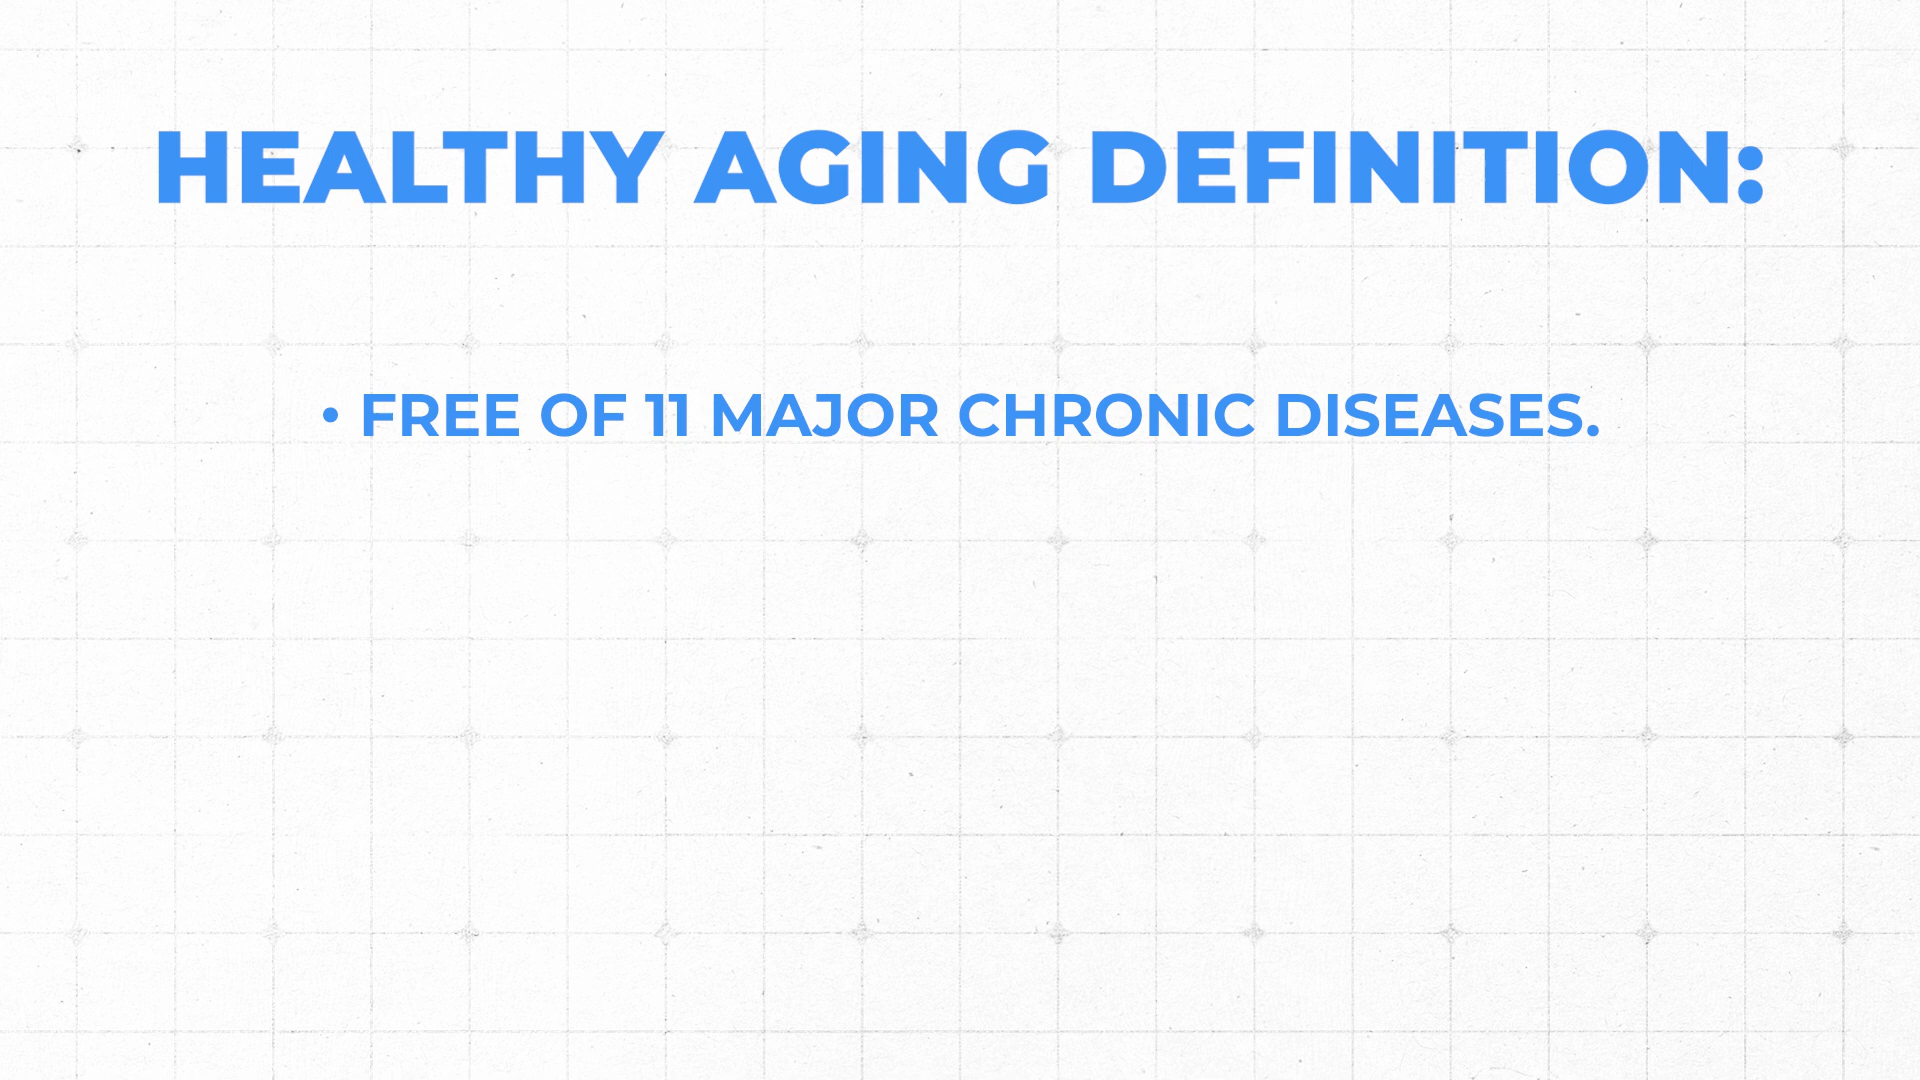 HEALTHY AGING DEFINITION:
• FREE OF 11 MAJOR CHRONIC DISEASES.